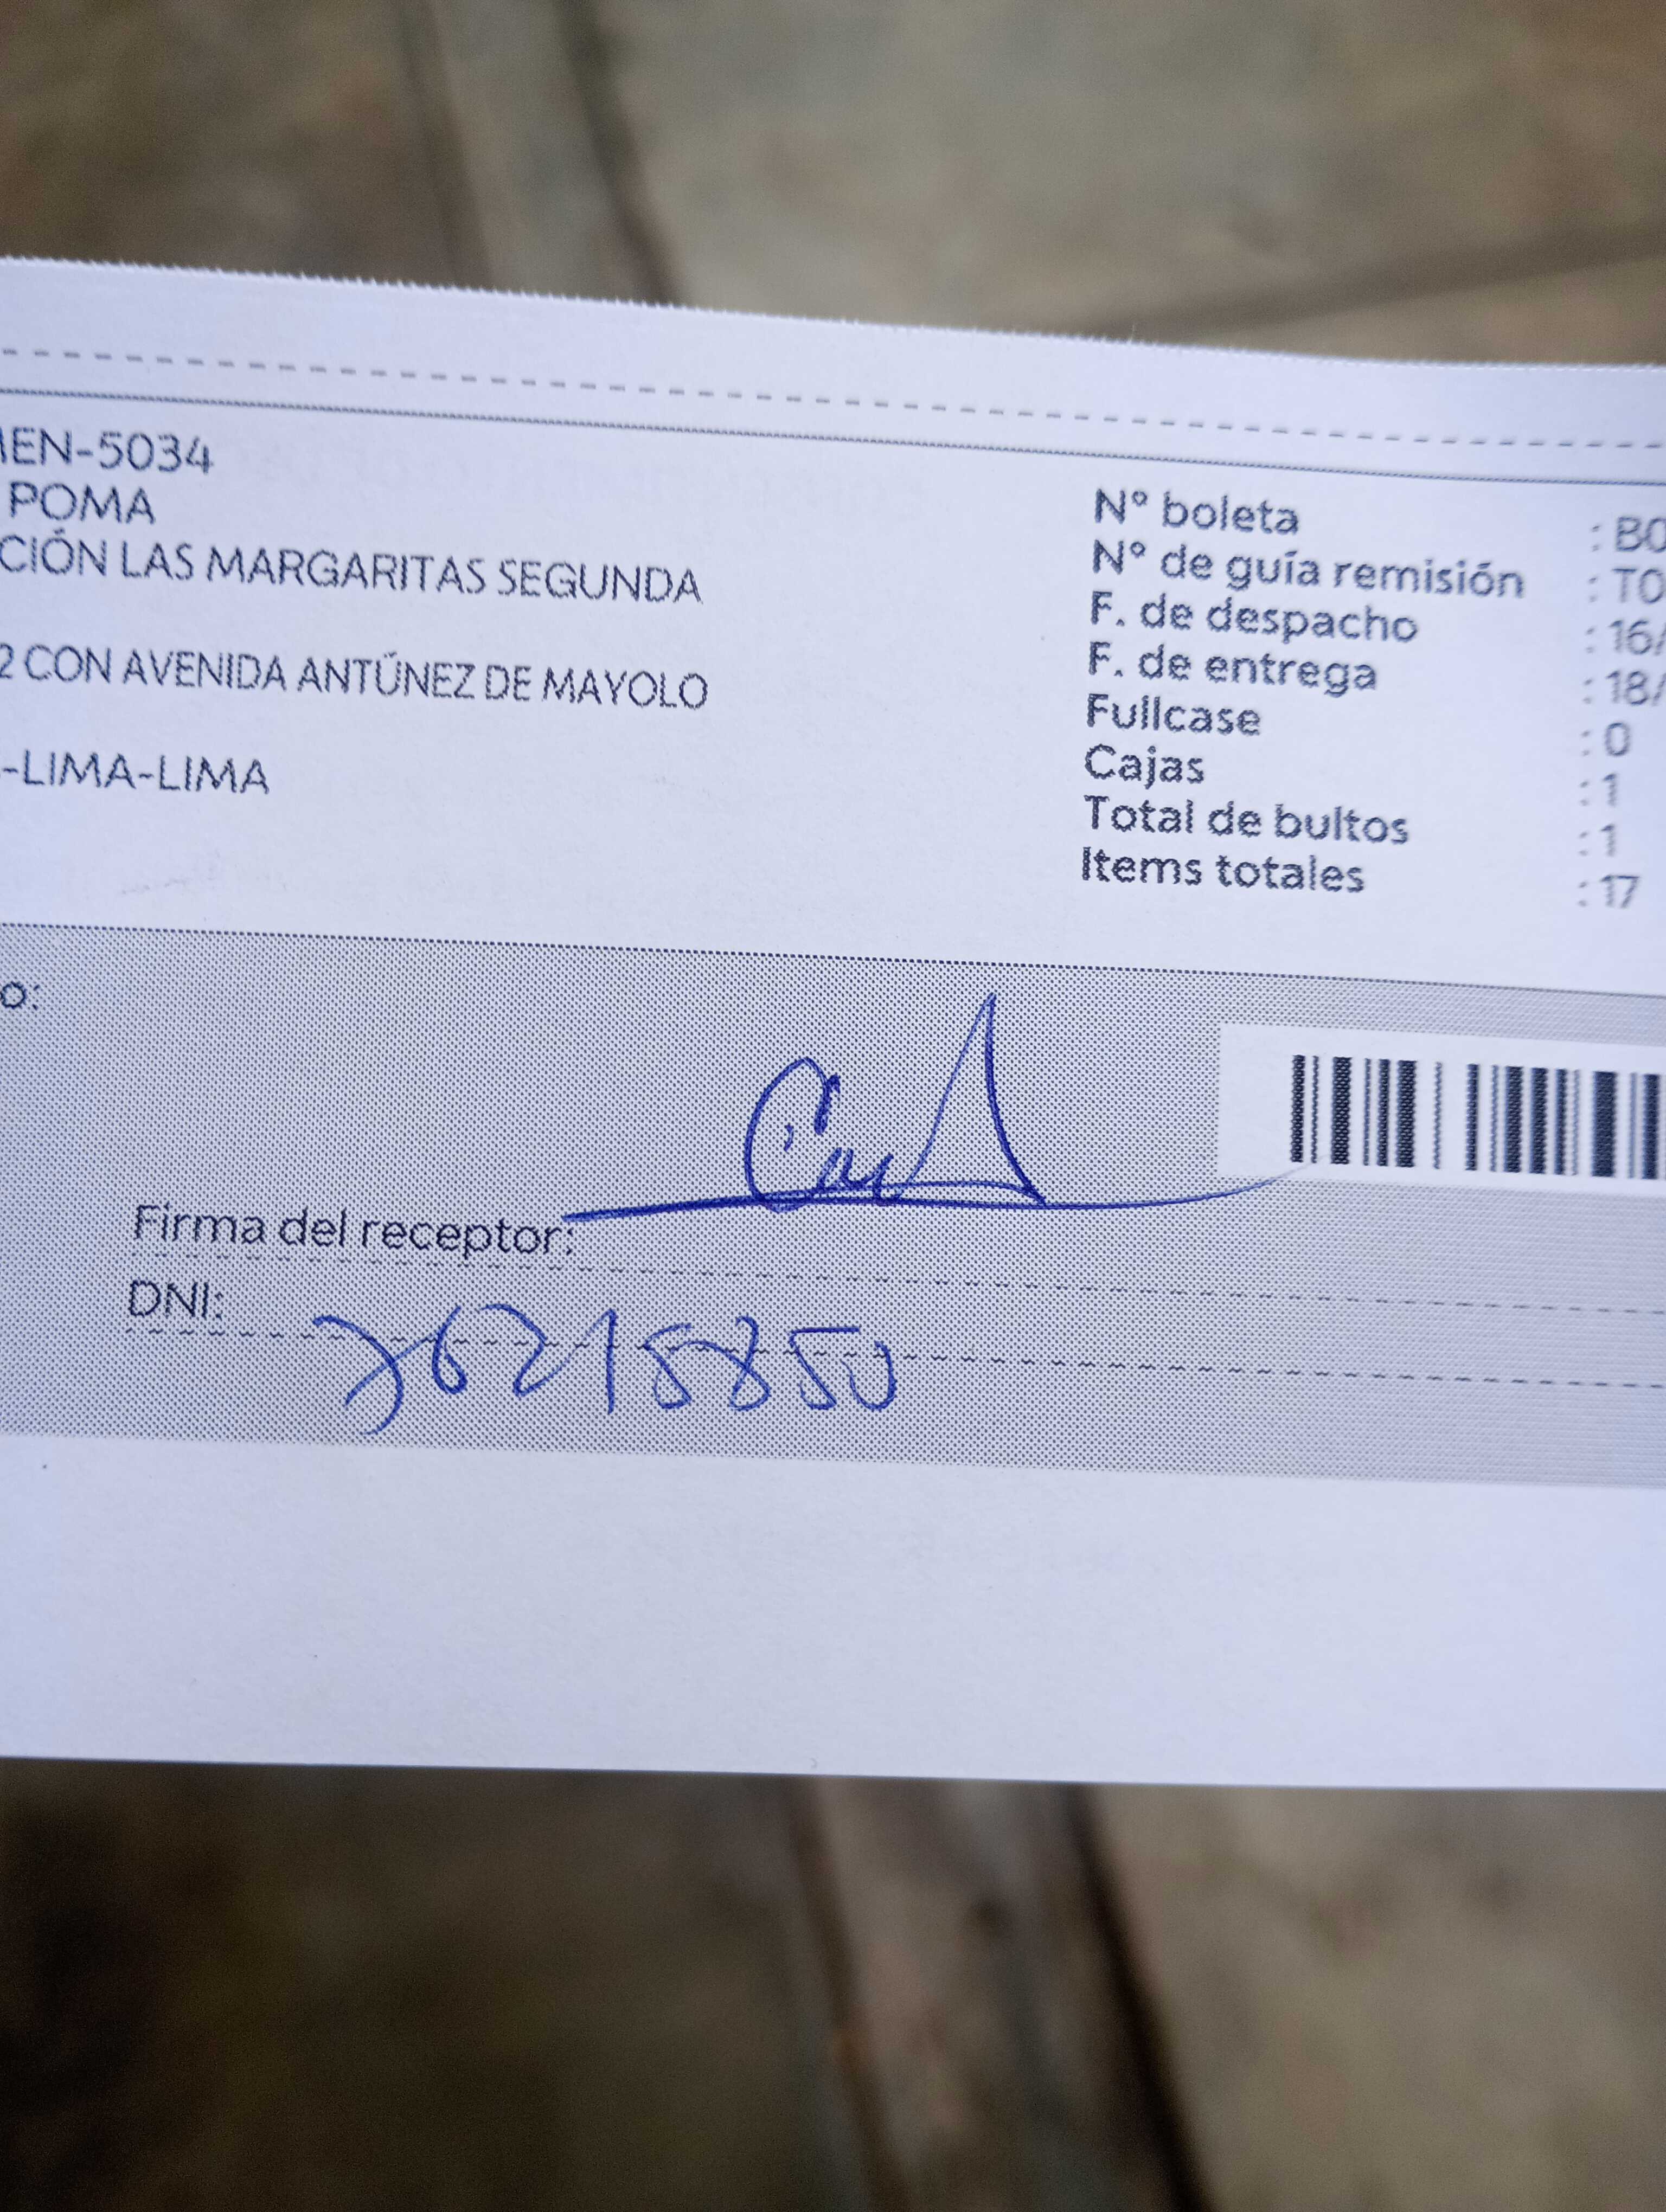 MEN-5034
POMA
CIÓN LAS MARGARITAS SEGUNDA
2 CON AVENIDA ANTÚNEZ DE MAYOLO
-LIMA-LIMA
N° boleta : B0
N° de guía remisión : T0
F. de despacho : 16/
F. de entrega : 18/
Fullcase : 0
Cajas : 1
Total de bultos : 1
Items totales : 17
o:
Firma del receptor:
DNI: 76215850